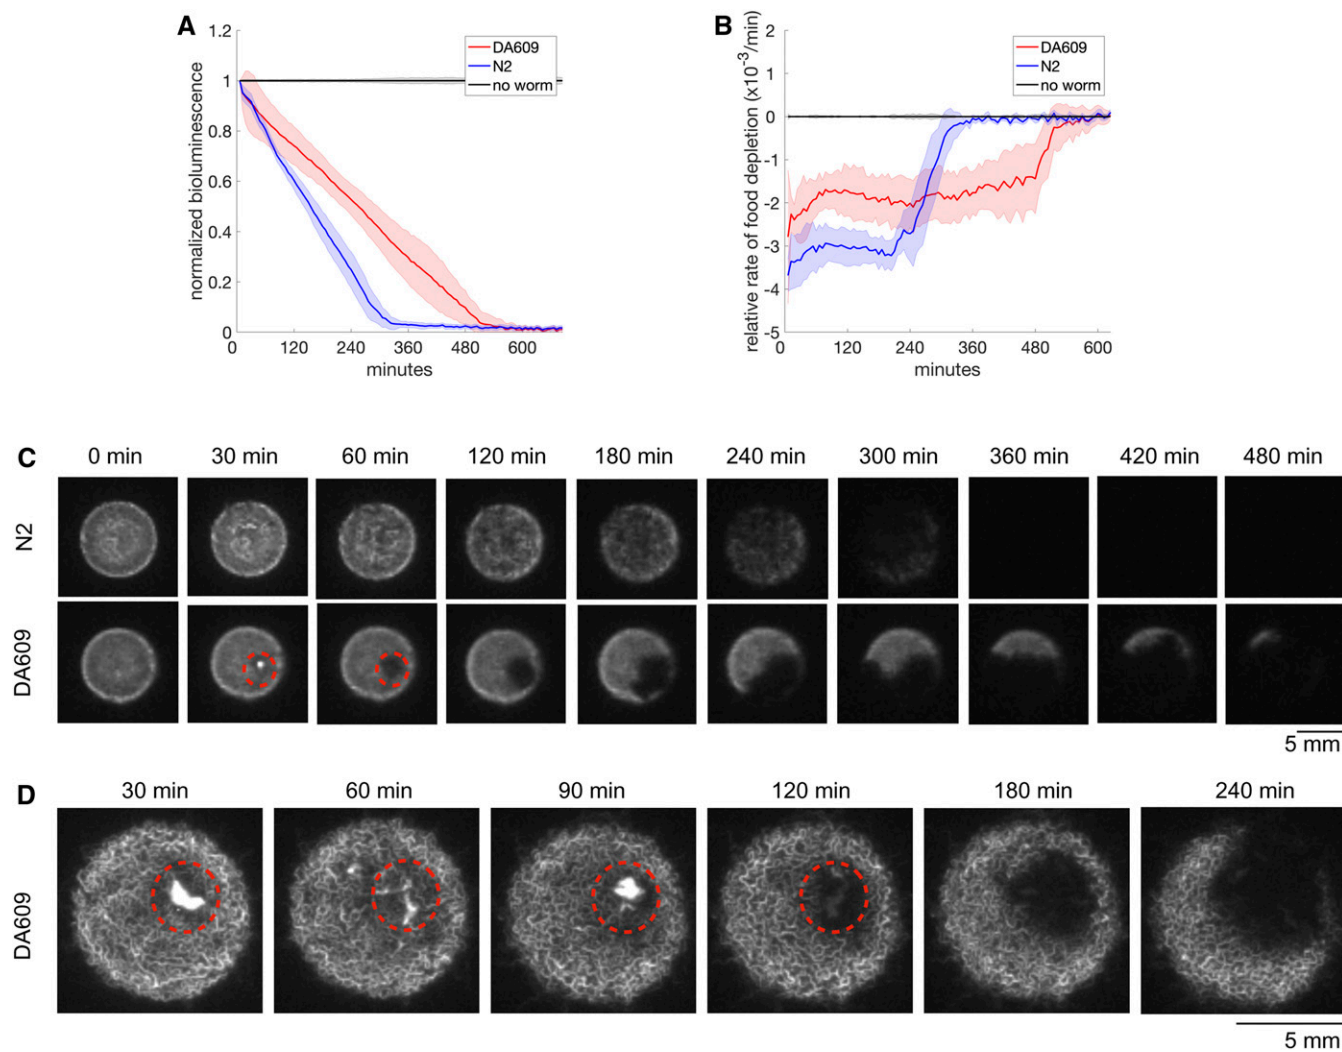 A
1.2
1
0.8
0.6
0.4
0.2
0
normalized bioluminescence
DA609
N2
no worm
0 120 240 360 480 600
minutes
B
2
1
0
-1
-2
-3
-4
-5
relative rate of food depletion (x10⁻³/min)
DA609
N2
no worm
0 120 240 360 480 600
minutes
C
0 min 30 min 60 min 120 min 180 min 240 min 300 min 360 min 420 min 480 min
N2
DA609
5 mm
D
30 min 60 min 90 min 120 min 180 min 240 min
DA609
5 mm